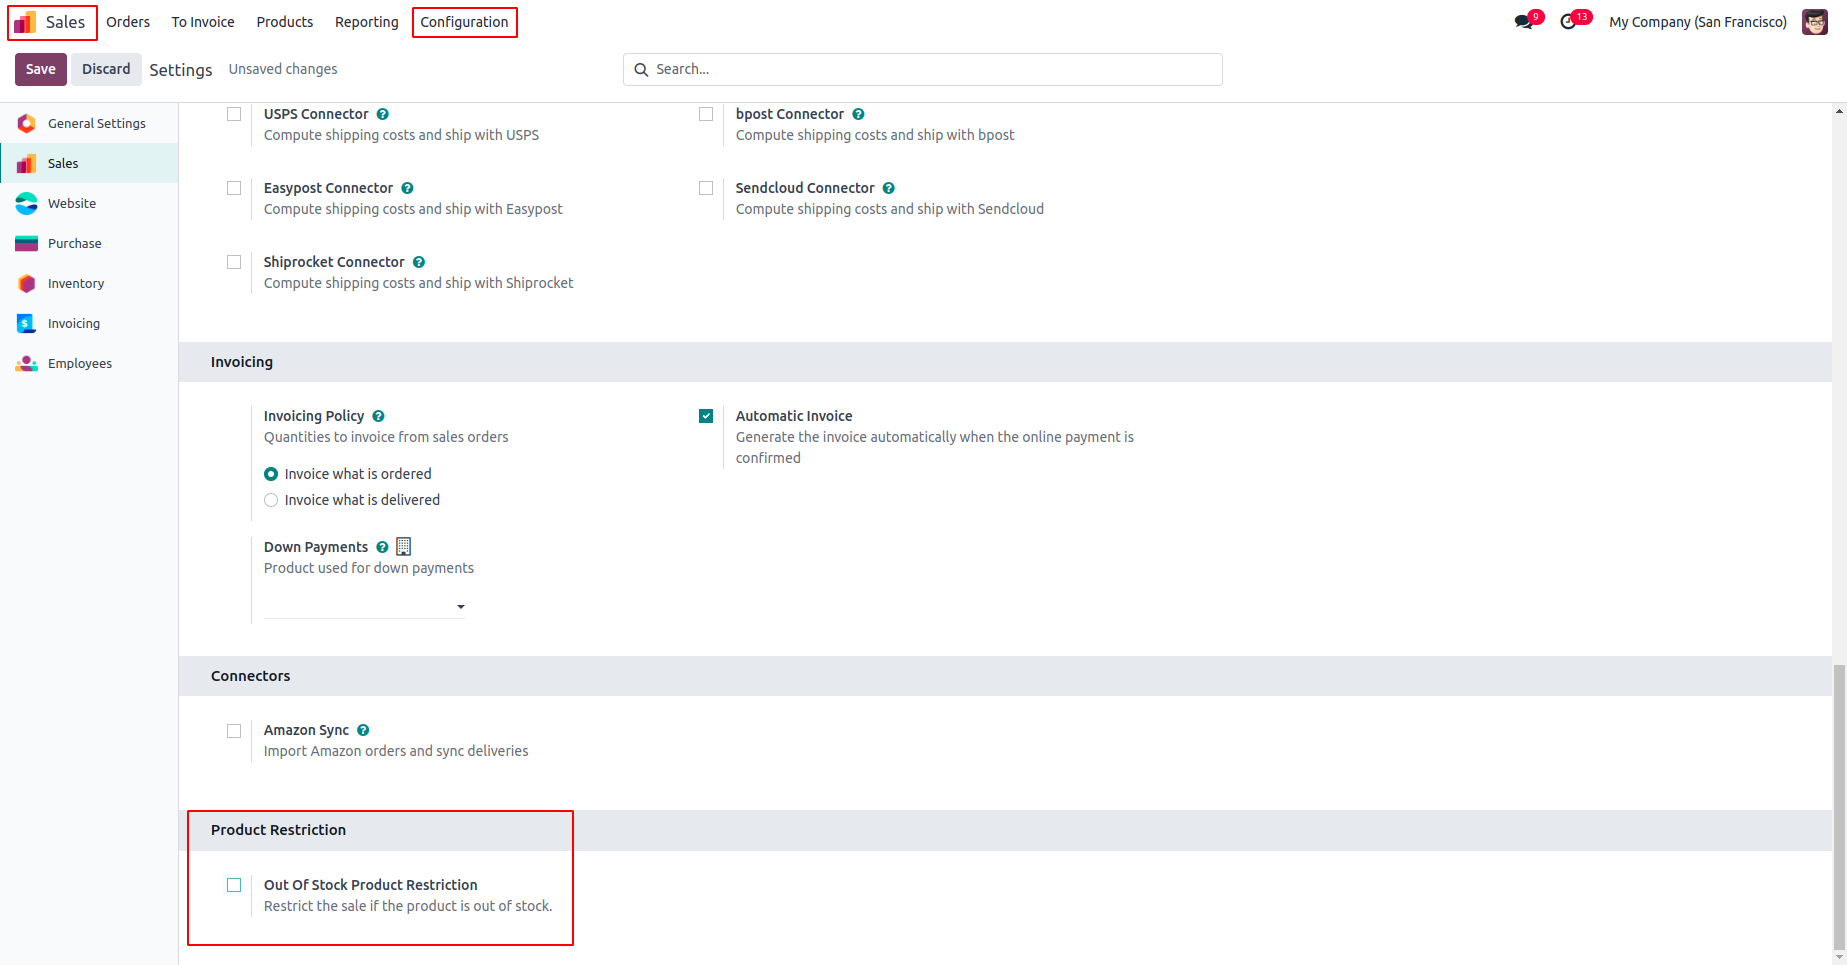 Sales Orders To Invoice Products Reporting Configuration 9 13 My Company (San Francisco)
Save Discard Settings Unsaved changes Search...
General Settings
Sales
Website
Purchase
Inventory
Invoicing
Employees
USPS Connector ?
Compute shipping costs and ship with USPS
bpost Connector ?
Compute shipping costs and ship with bpost
Easypost Connector ?
Compute shipping costs and ship with Easypost
Sendcloud Connector ?
Compute shipping costs and ship with Sendcloud
Shiprocket Connector ?
Compute shipping costs and ship with Shiprocket
Invoicing
Invoicing Policy ?
Quantities to invoice from sales orders
Invoice what is ordered
Invoice what is delivered
Automatic Invoice
Generate the invoice automatically when the online payment is
confirmed
Down Payments ?
Product used for down payments
Connectors
Amazon Sync ?
Import Amazon orders and sync deliveries
Product Restriction
Out Of Stock Product Restriction
Restrict the sale if the product is out of stock.